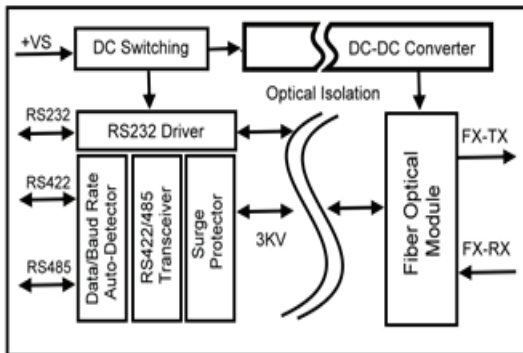 +VS
DC Switching
DC-DC Converter
Optical Isolation
RS232
RS232 Driver
FX-TX
RS422
Data/Baud Rate
Auto-Detector
RS422/485
Transceiver
Surge
Protector
3KV
Fiber Optical
Module
FX-RX
RS485